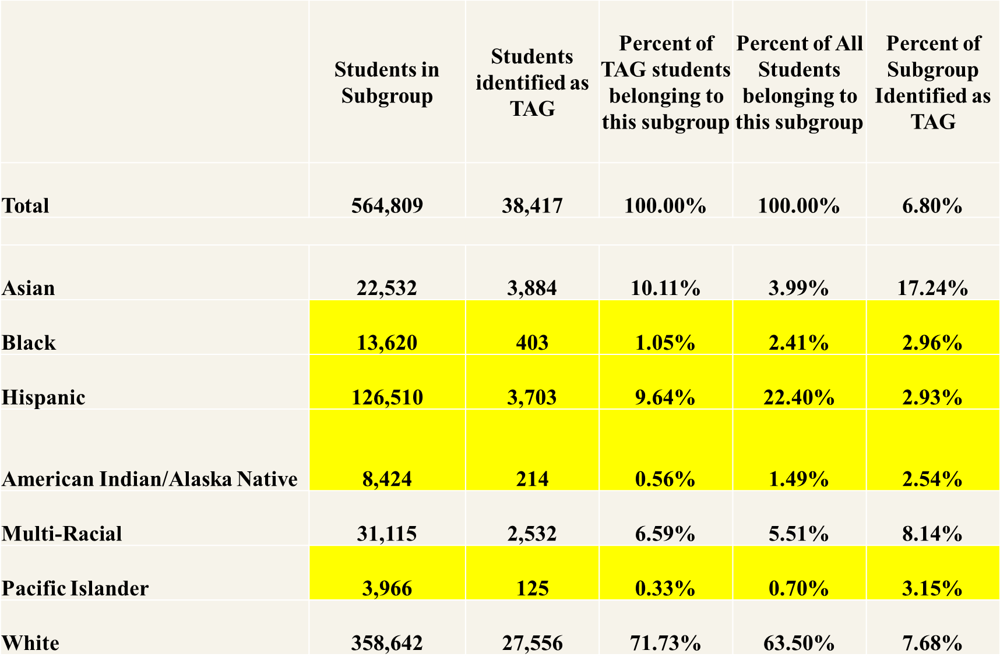 Students in Subgroup Students identified as TAG Percent of TAG students belonging to this subgroup Percent of All Students belonging to this subgroup Percent of Subgroup Identified as TAG
Total 564,809 38,417 100.00% 100.00% 6.80%
Asian 22,532 3,884 10.11% 3.99% 17.24%
Black 13,620 403 1.05% 2.41% 2.96%
Hispanic 126,510 3,703 9.64% 22.40% 2.93%
American Indian/Alaska Native 8,424 214 0.56% 1.49% 2.54%
Multi-Racial 31,115 2,532 6.59% 5.51% 8.14%
Pacific Islander 3,966 125 0.33% 0.70% 3.15%
White 358,642 27,556 71.73% 63.50% 7.68%